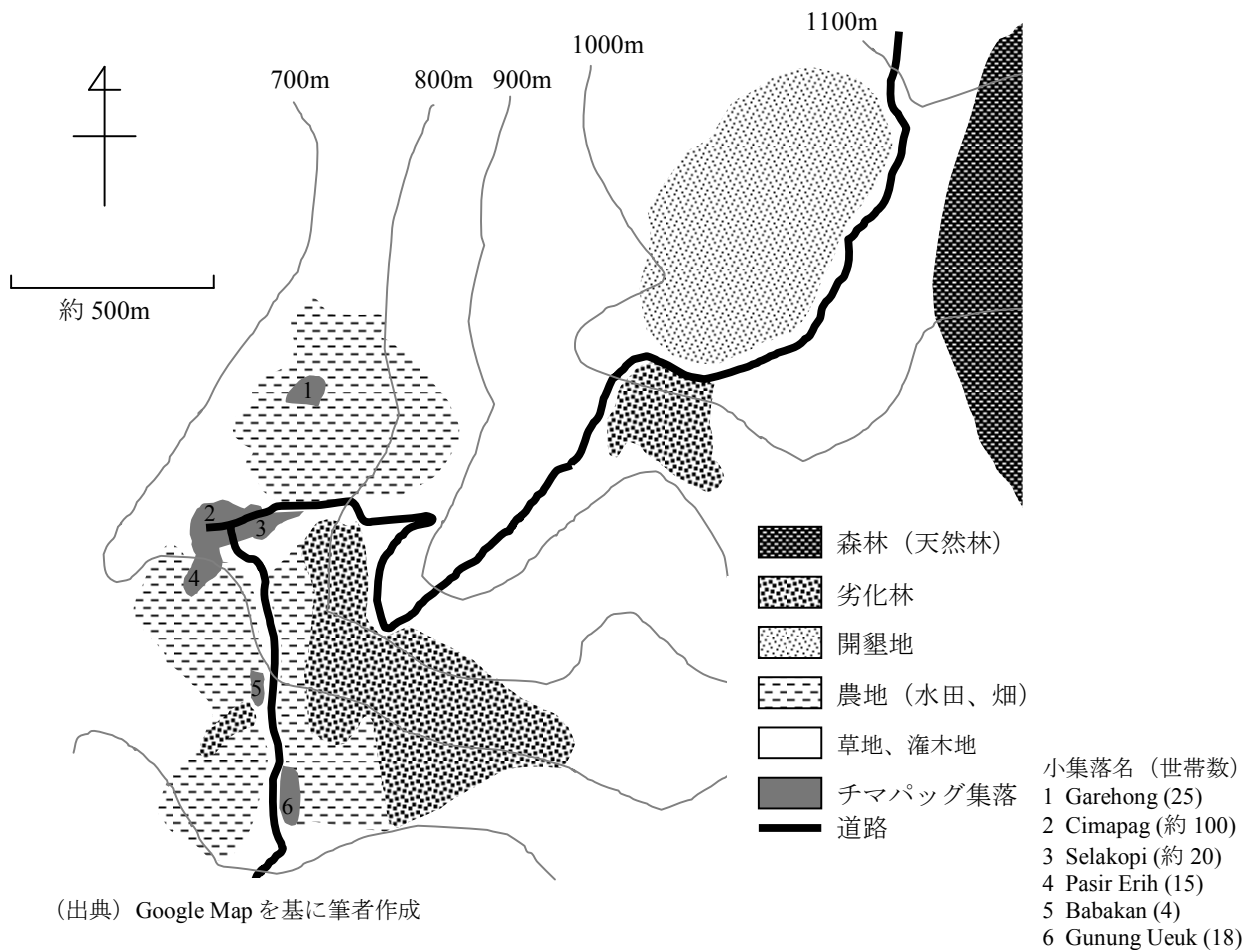 1100m
1000m
700m
800m
900m
約 500m
1
2
3
4
5
6
森林（天然林）
劣化林
開墾地
農地（水田、畑）
草地、潅木地
チマパッグ集落
道路
小集落名（世帯数）
1 Garehong (25)
2 Cimapag (約 100)
3 Selakopi (約 20)
4 Pasir Erih (15)
5 Babakan (4)
6 Gunung Ueuk (18)
（出典）Google Map を基に筆者作成